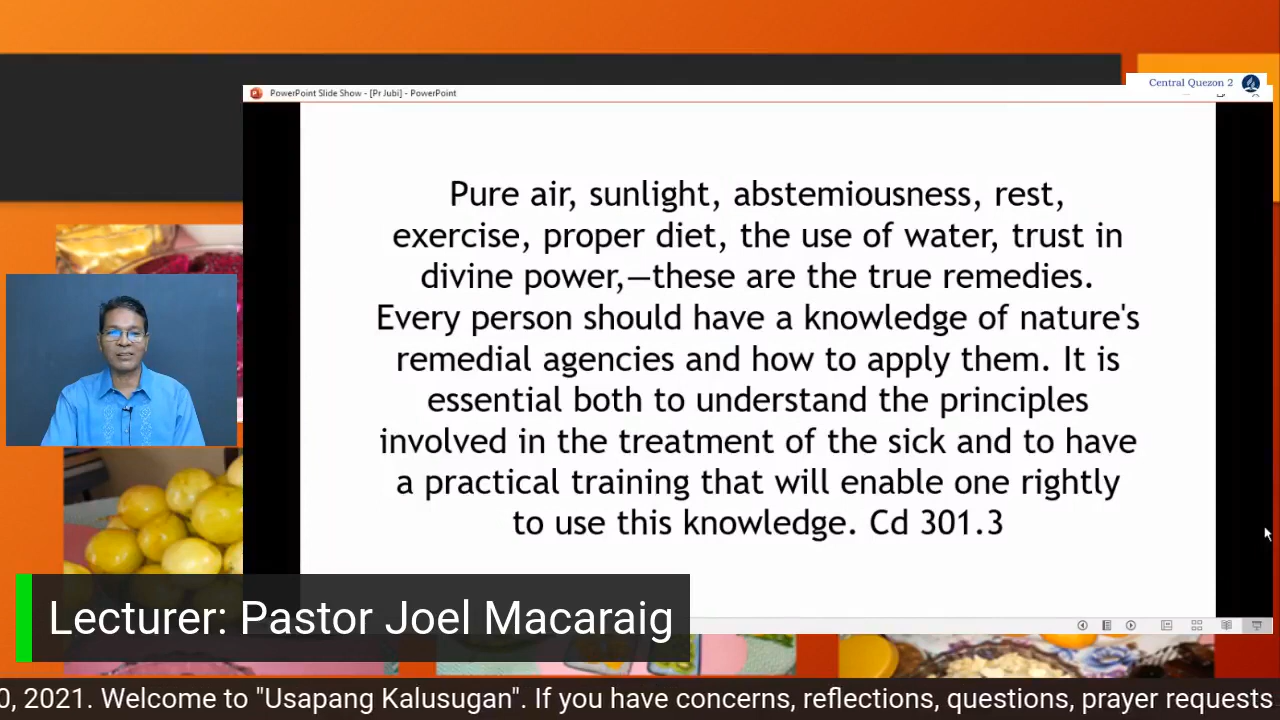 Central Quezon 2
PowerPoint Slide Show - [Pr Jubi] - PowerPoint
Pure air, sunlight, abstemiousness, rest,
exercise, proper diet, the use of water, trust in
divine power,—these are the true remedies.
Every person should have a knowledge of nature's
remedial agencies and how to apply them. It is
essential both to understand the principles
involved in the treatment of the sick and to have
a practical training that will enable one rightly
to use this knowledge. Cd 301.3
Lecturer: Pastor Joel Macaraig
0, 2021. Welcome to "Usapang Kalusugan". If you have concerns, reflections, questions, prayer requests